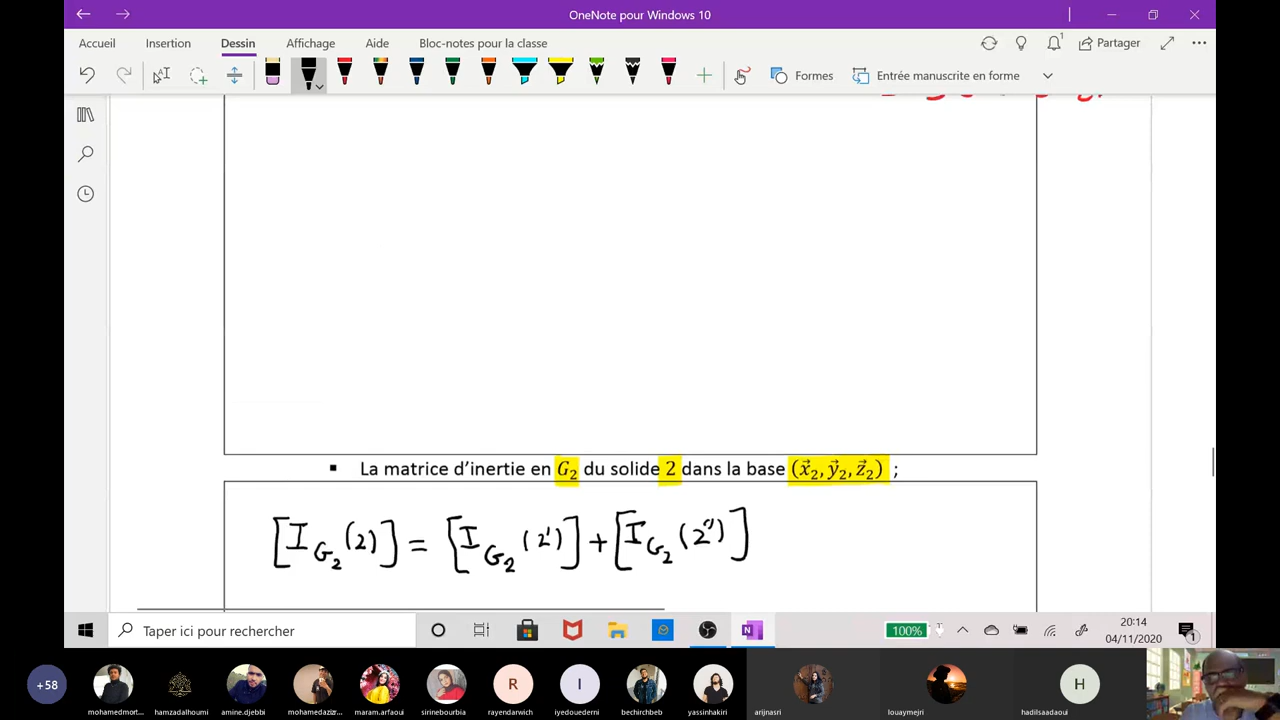 OneNote pour Windows 10
Accueil Insertion Dessin Affichage Aide Bloc-notes pour la classe
1
Partager
Formes Entrée manuscrite en forme
La matrice d'inertie en G₂ du solide 2 dans la base (x⃗₂, y⃗₂, z⃗₂) ;
[I_G₂ (2)] = [I_G₂ (2')] + [I_G₂ (2'')]
Taper ici pour rechercher
100%
20:14
04/11/2020
1
+58
mohamedmort... hamzadalhoumi amine.djebbi mohamedaziz... maram.arfaoui sirinebourbia R rayendarwich I iyedouederni bechirchbeb yassinhakiri arijnasri louaymejri H hadilsaadaoui